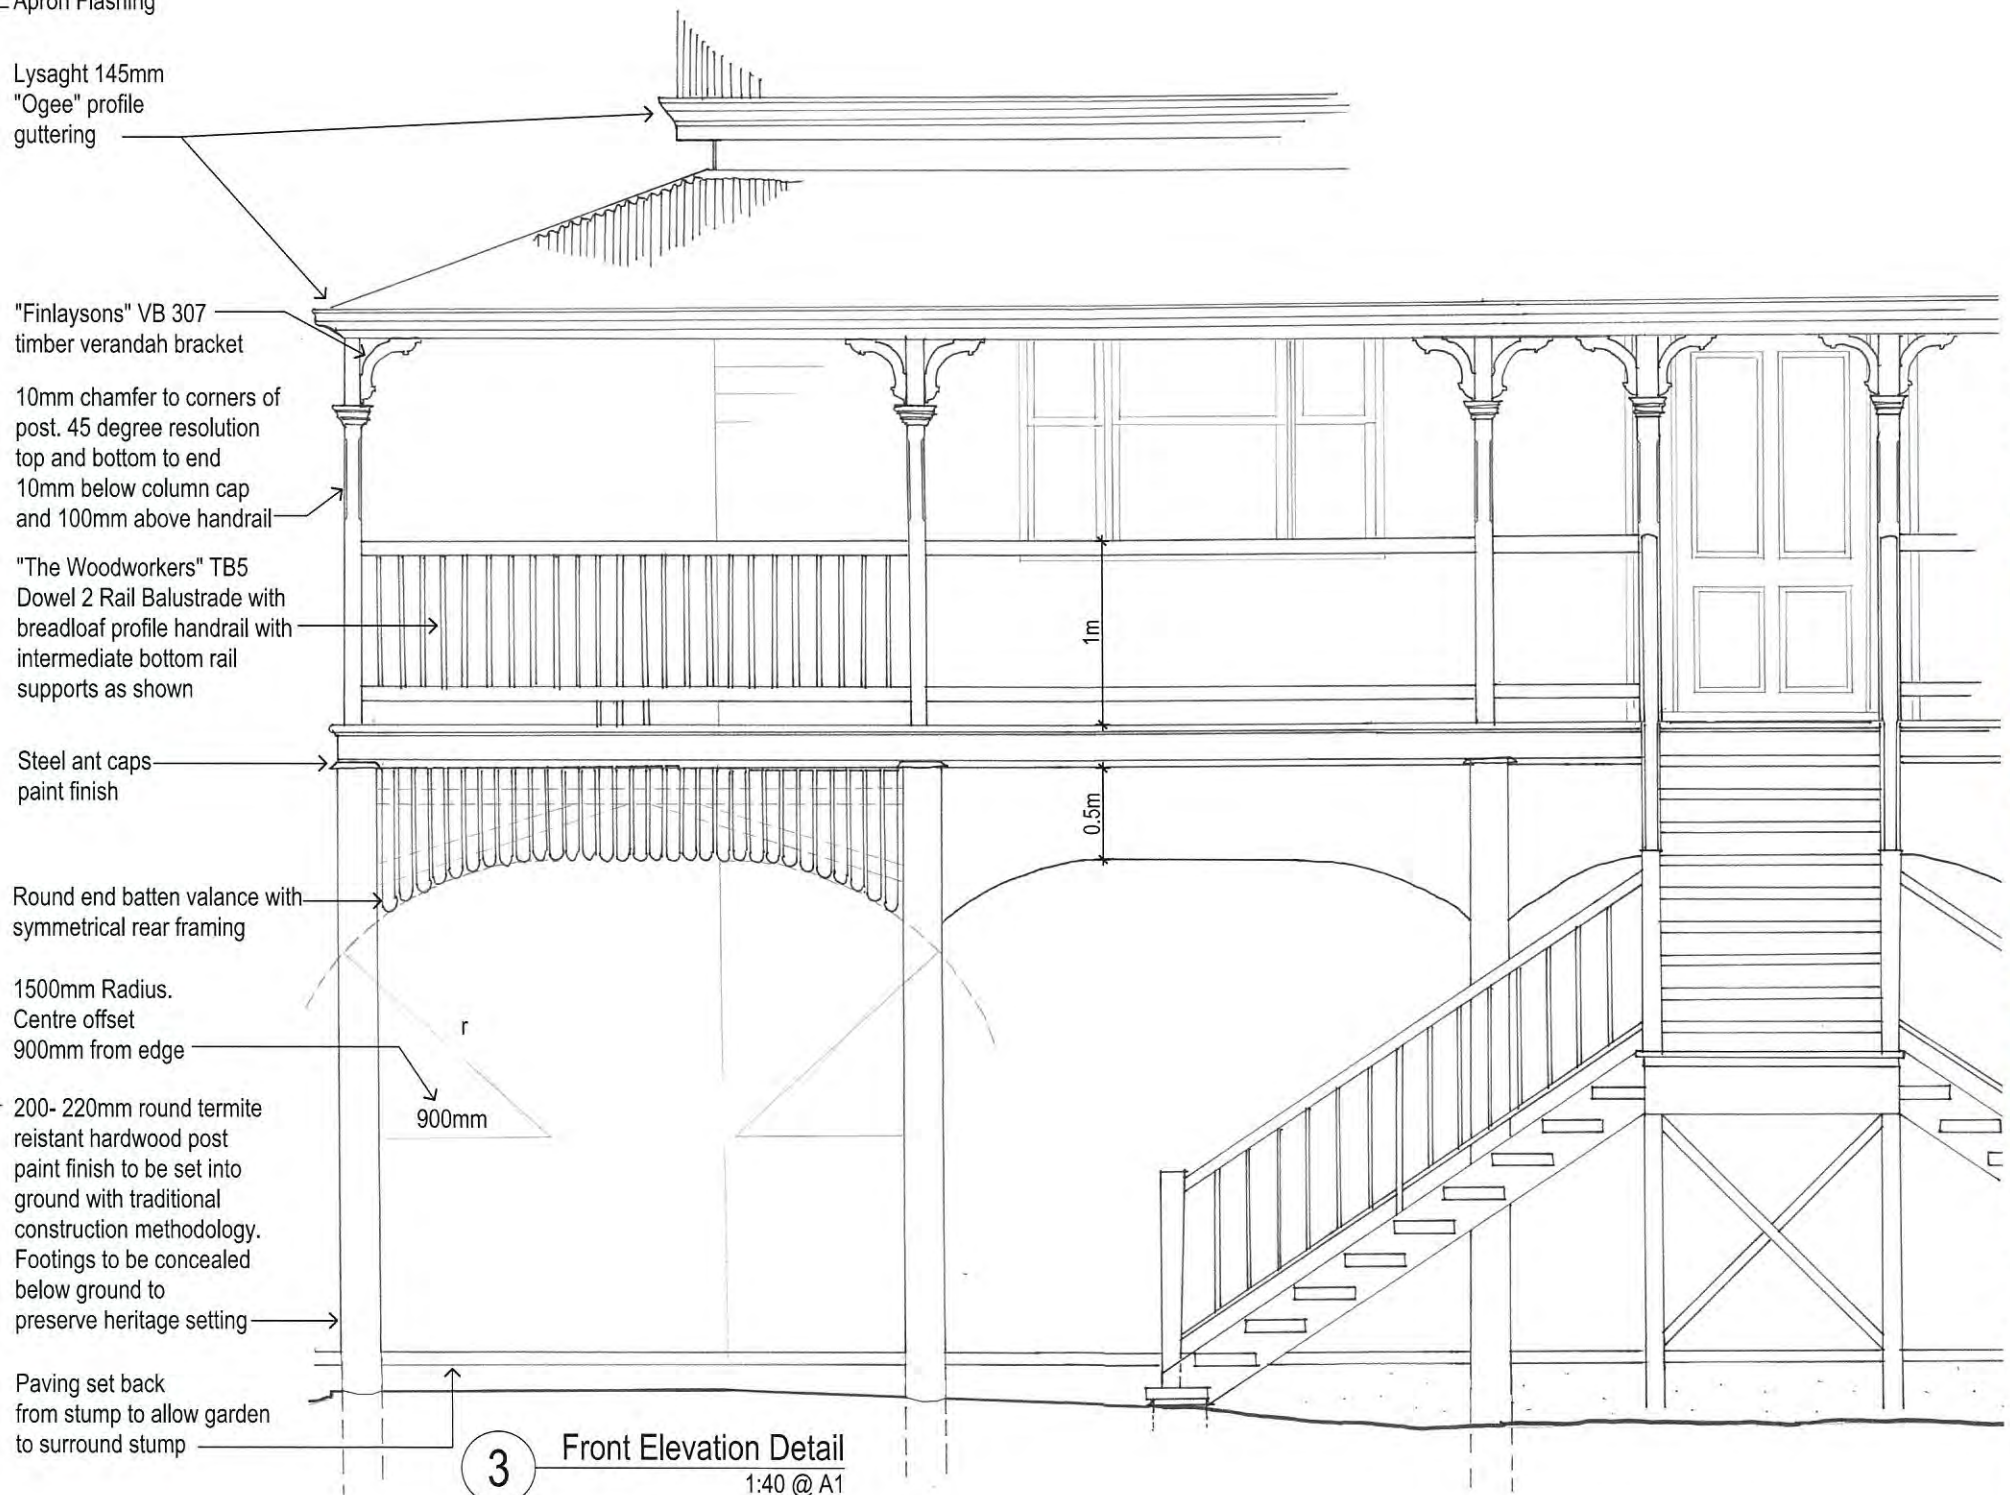 Apron Flashing
Lysaght 145mm
"Ogee" profile
guttering
"Finlaysons" VB 307
timber verandah bracket
10mm chamfer to corners of
post. 45 degree resolution
top and bottom to end
10mm below column cap
and 100mm above handrail
"The Woodworkers" TB5
Dowel 2 Rail Balustrade with
breadloaf profile handrail with
intermediate bottom rail
supports as shown
1m
Steel ant caps
paint finish
0.5m
Round end batten valance with
symmetrical rear framing
1500mm Radius.
Centre offset
900mm from edge
r
900mm
200- 220mm round termite
reistant hardwood post
paint finish to be set into
ground with traditional
construction methodology.
Footings to be concealed
below ground to
preserve heritage setting
Paving set back
from stump to allow garden
to surround stump
3
Front Elevation Detail
1:40 @ A1